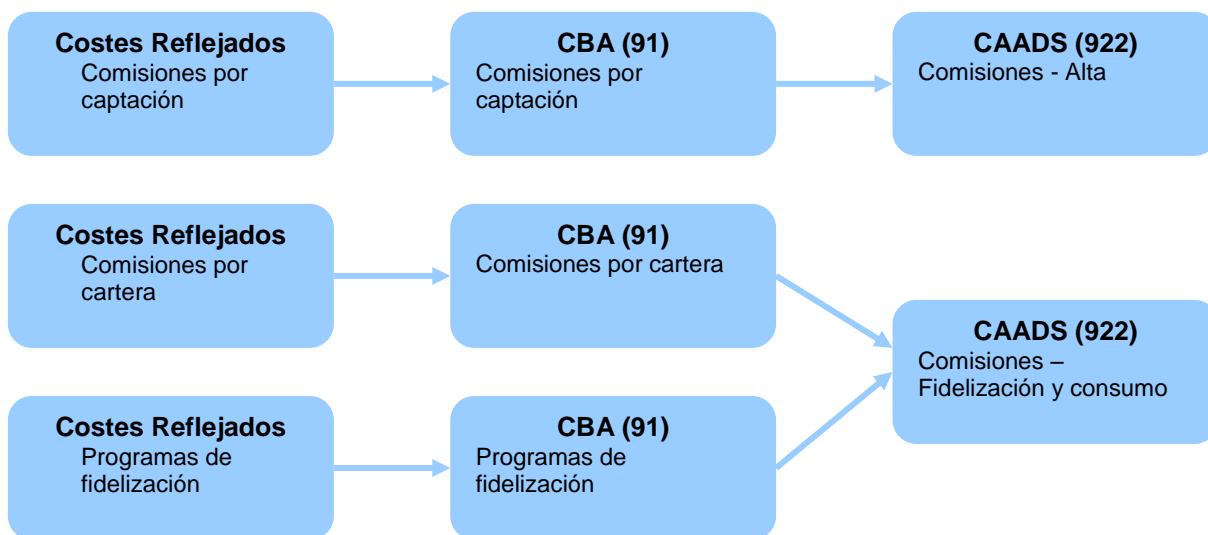 Costes Reflejados
Comisiones por
captación
CBA (91)
Comisiones por
captación
CAADS (922)
Comisiones - Alta
Costes Reflejados
Comisiones por
cartera
CBA (91)
Comisiones por cartera
CAADS (922)
Comisiones –
Fidelización y consumo
Costes Reflejados
Programas de
fidelización
CBA (91)
Programas de
fidelización